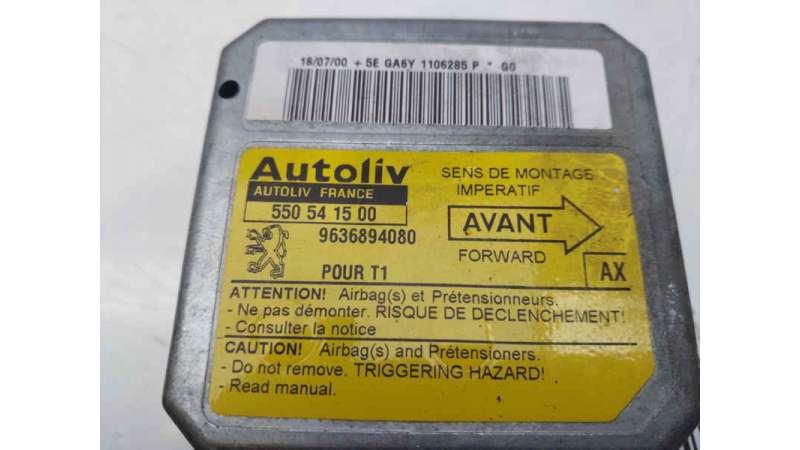 18/07/00 + 5E GA6Y 1106285 P * GG
Autoliv
AUTOLIV FRANCE
550 54 15 00
9636894080
POUR T1
SENS DE MONTAGE
IMPERATIF
AVANT
FORWARD
AX
ATTENTION! Airbag(s) et Prétensionneurs.
- Ne pas démonter. RISQUE DE DECLENCHEMENT!
- Consulter la notice
CAUTION! Airbag(s) and Prétensioners.
- Do not remove. TRIGGERING HAZARD!
- Read manual.